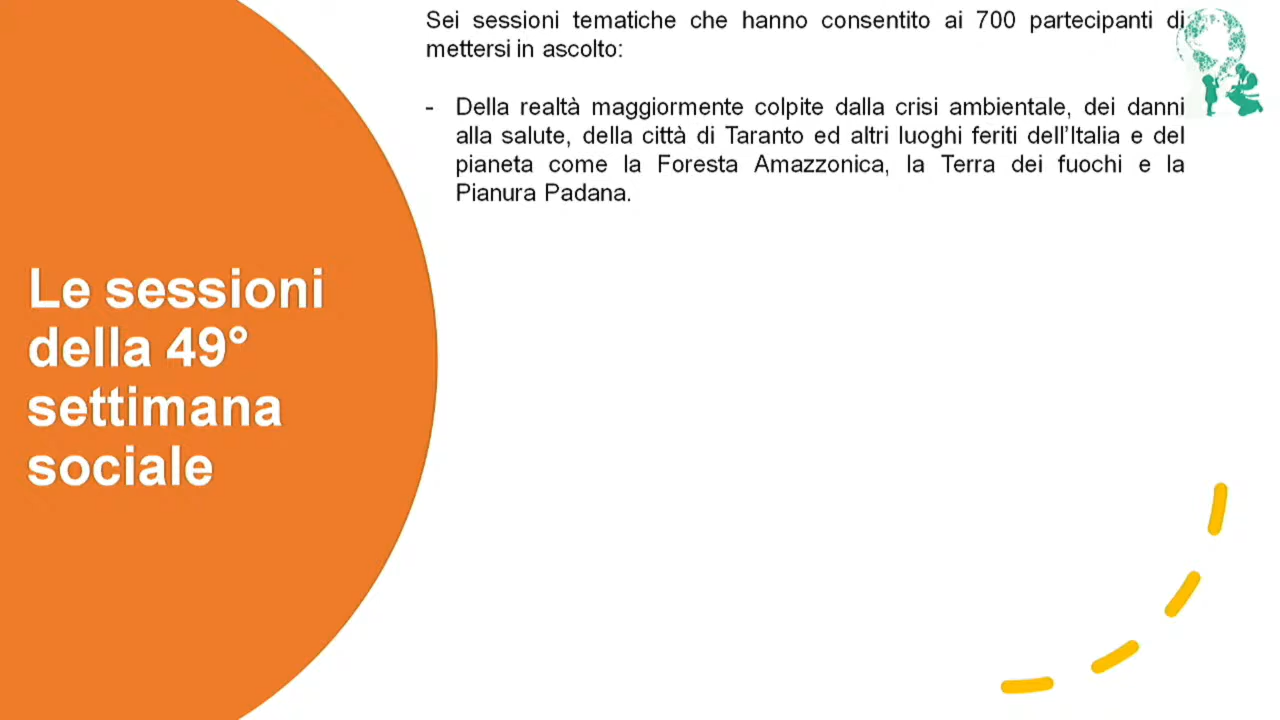 Sei sessioni tematiche che hanno consentito ai 700 partecipanti di
mettersi in ascolto:
- Della realtà maggiormente colpite dalla crisi ambientale, dei danni
alla salute, della città di Taranto ed altri luoghi feriti dell'Italia e del
pianeta come la Foresta Amazzonica, la Terra dei fuochi e la
Pianura Padana.
Le sessioni
della 49°
settimana
sociale